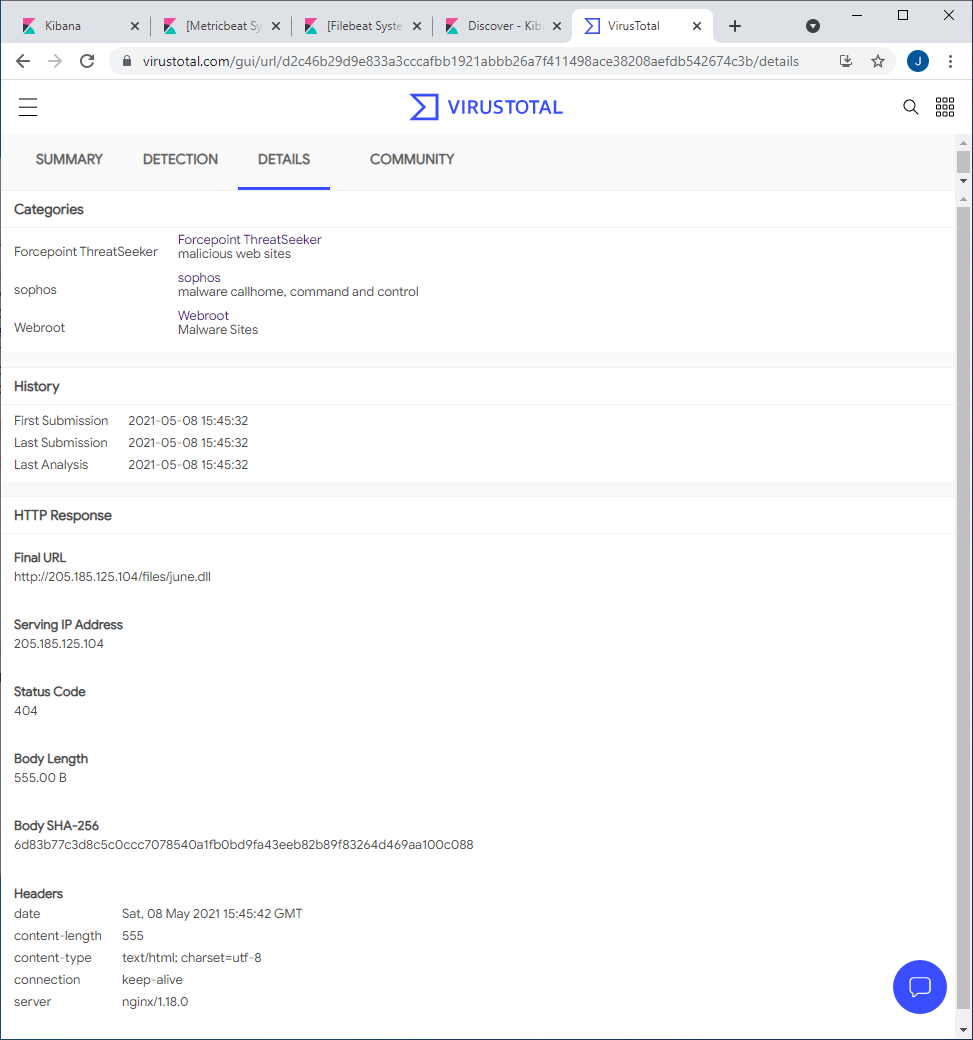 Kibana
[Metricbeat Sy
[Filebeat Syste
Discover - Kib
VirusTotal
virustotal.com/gui/url/d2c46b29d9e833a3cccafbb1921abbb26a7f411498ace38208aefdb542674c3b/details
J
VIRUSTOTAL
SUMMARY
DETECTION
DETAILS
COMMUNITY
Categories
Forcepoint ThreatSeeker
Forcepoint ThreatSeeker
malicious web sites
sophos
sophos
malware callhome, command and control
Webroot
Webroot
Malware Sites
History
First Submission 2021-05-08 15:45:32
Last Submission 2021-05-08 15:45:32
Last Analysis 2021-05-08 15:45:32
HTTP Response
Final URL
http://205.185.125.104/files/june.dll
Serving IP Address
205.185.125.104
Status Code
404
Body Length
555.00 B
Body SHA-256
6d83b77c3d8c5c0ccc7078540a1fb0bd9fa43eeb82b89f83264d469aa100c088
Headers
date Sat, 08 May 2021 15:45:42 GMT
content-length 555
content-type text/html; charset=utf-8
connection keep-alive
server nginx/1.18.0